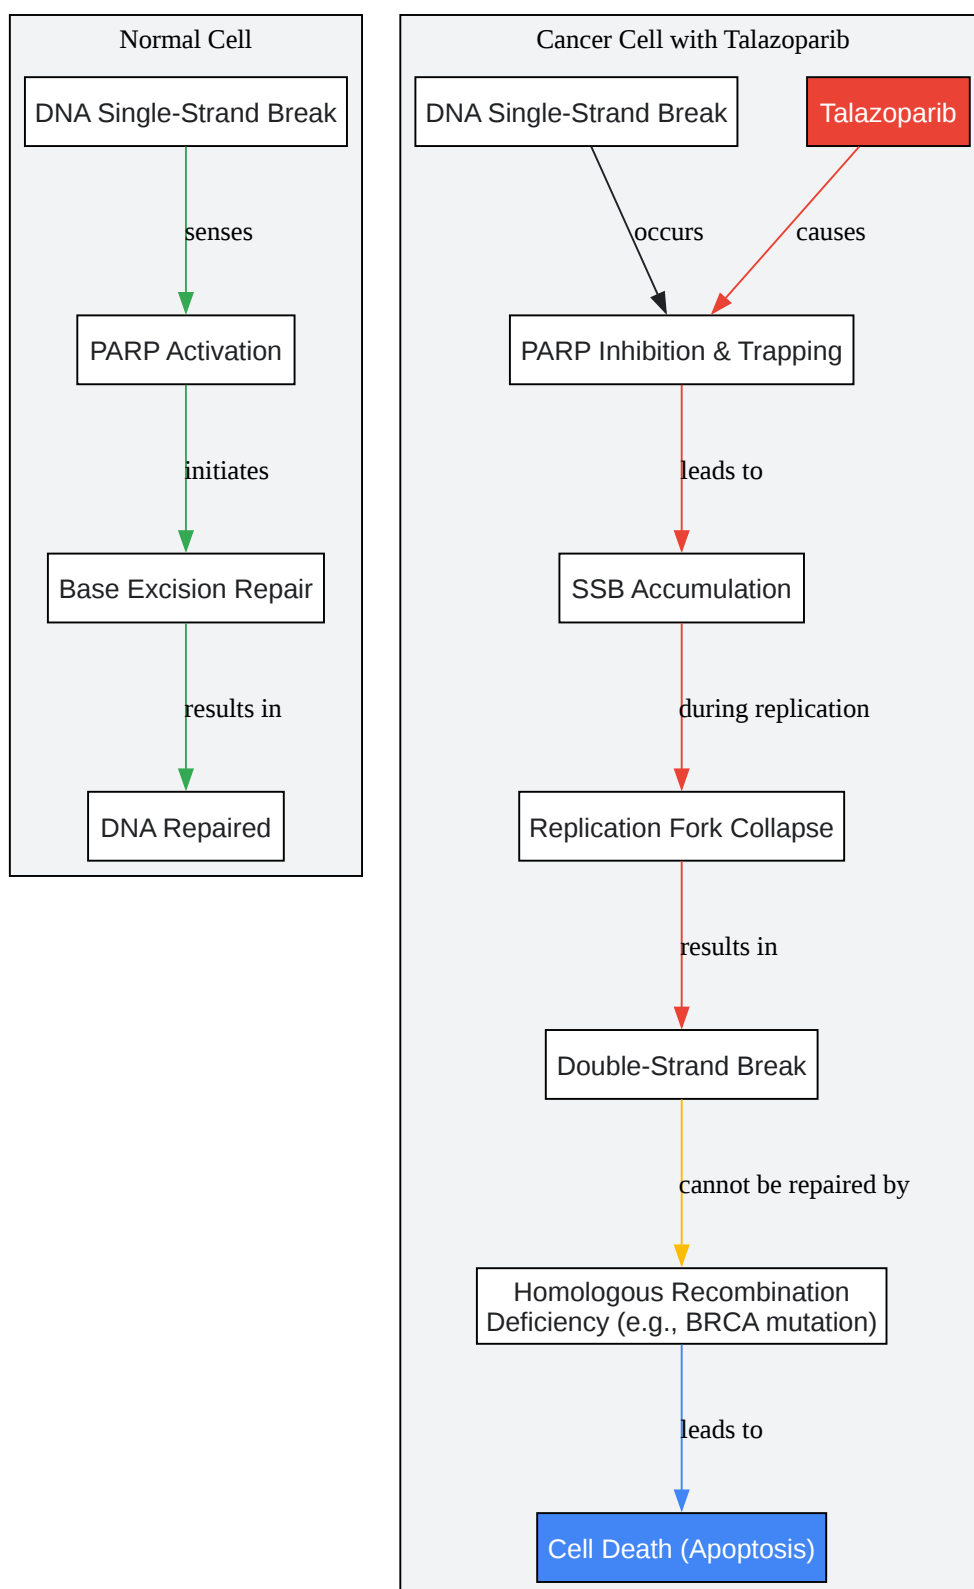 Normal Cell
DNA Single-Strand Break
senses
PARP Activation
initiates
Base Excision Repair
results in
DNA Repaired
Cancer Cell with Talazoparib
DNA Single-Strand Break
Talazoparib
occurs
causes
PARP Inhibition & Trapping
leads to
SSB Accumulation
during replication
Replication Fork Collapse
results in
Double-Strand Break
cannot be repaired by
Homologous Recombination
Deficiency (e.g., BRCA mutation)
leads to
Cell Death (Apoptosis)